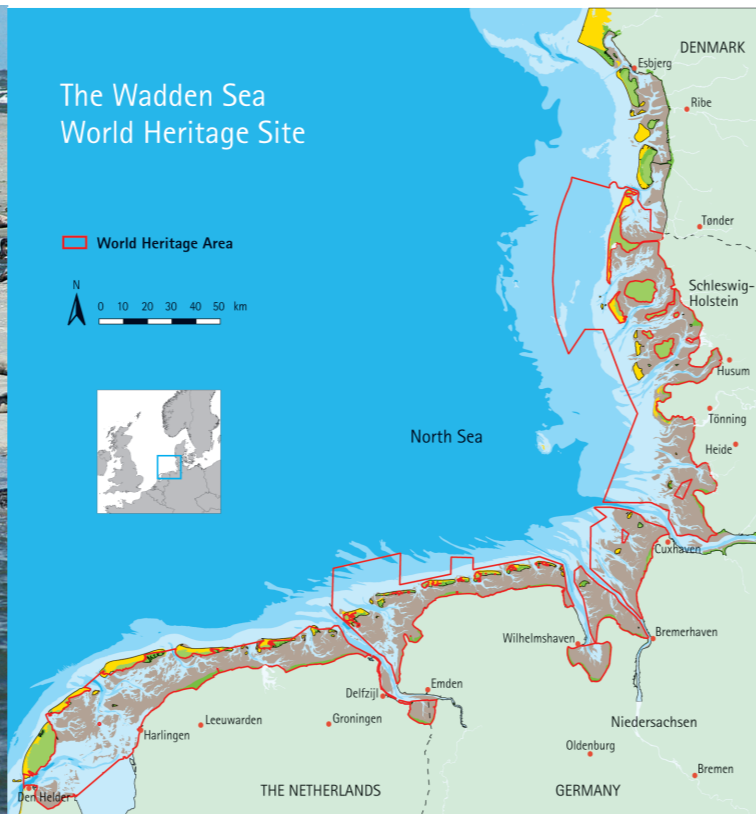 The Wadden Sea
World Heritage Site
World Heritage Area
N
0 10 20 30 40 50 km
DENMARK
Esbjerg
Ribe
Tønder
Schleswig-
Holstein
Husum
Tönning
Heide
North Sea
Cuxhaven
Wilhelmshaven
Bremerhaven
Emden
Delfzijl
Leeuwarden
Groningen
Harlingen
Niedersachsen
Oldenburg
Bremen
Den Helder
THE NETHERLANDS
GERMANY